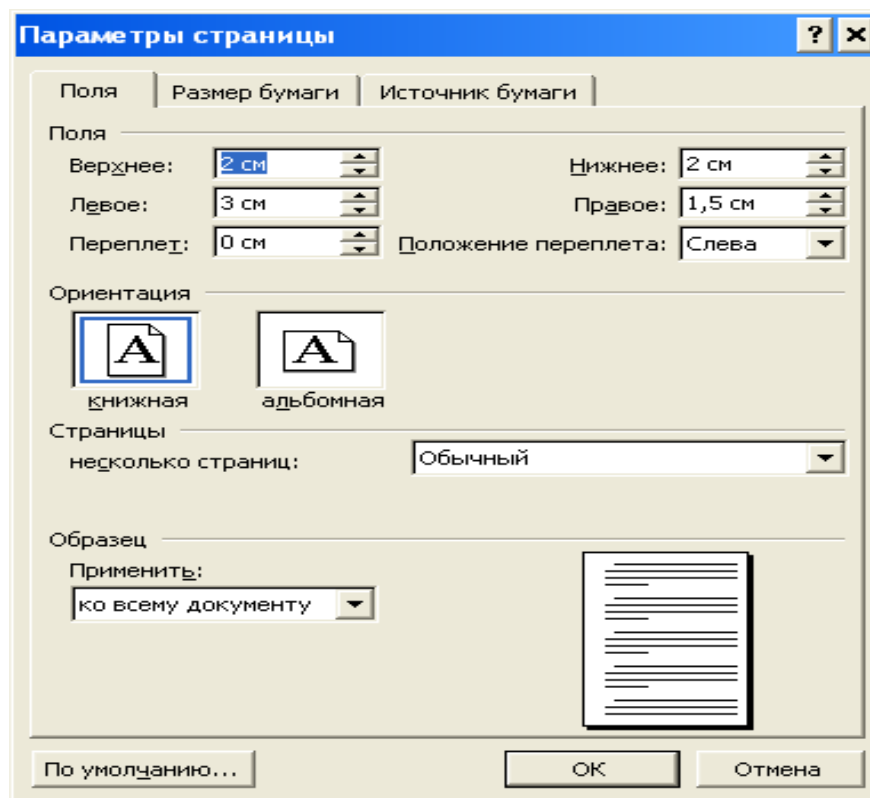 Параметры страницы
Поля Размер бумаги Источник бумаги
Поля
Верхнее: 2 см Нижнее: 2 см
Левое: 3 см Правое: 1,5 см
Переплет: 0 см Положение переплета: Слева
Ориентация
A A
книжная альбомная
Страницы
несколько страниц: Обычный
Образец
Применить:
ко всему документу
По умолчанию... ОК Отмена